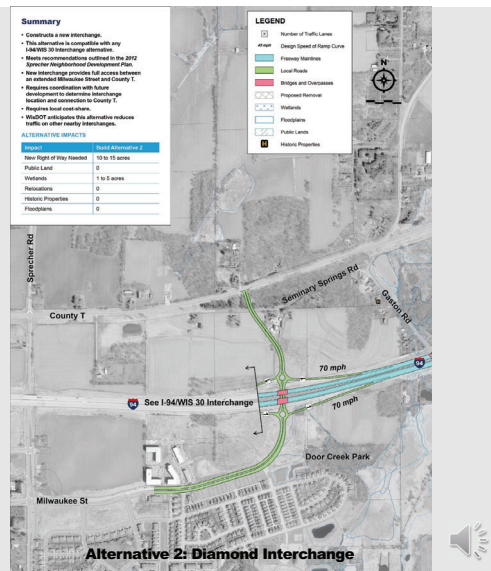 Summary
• Constructs a new interchange.
• This alternative is compatible with any
I-94/WIS 30 Interchange alternative.
• Meets recommendations outlined in the 2012
Sprecher Neighborhood Development Plan.
• New interchange provides full access between
an extended Milwaukee Street and County T.
• Requires coordination with future
development to determine interchange
location and connection to County T.
• Requires local cost-share.
• WisDOT anticipates this alternative reduces
traffic on other nearby interchanges.
ALTERNATIVE IMPACTS
Impact Build Alternative 2
New Right of Way Needed 10 to 15 acres
Public Land 0
Wetlands 1 to 5 acres
Relocations 0
Historic Properties 0
Floodplains 0
LEGEND
Number of Traffic Lanes
45 mph Design Speed of Ramp Curve
Freeway Mainlines
Local Roads
Bridges and Overpasses
Proposed Removal
Wetlands
Floodplains
Public Lands
H Historic Properties
N
Sprecher Rd
Seminary Springs Rd
Gaston Rd
County T
70 mph
94
94 See I-94/WIS 30 Interchange
70 mph
Door Creek Park
Milwaukee St
Alternative 2: Diamond Interchange